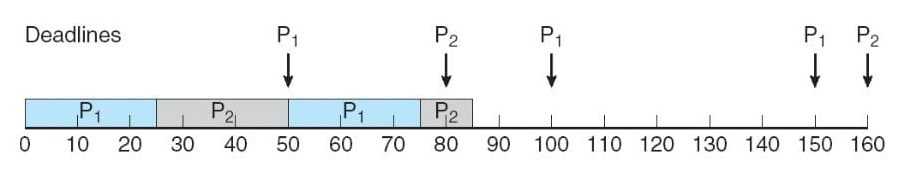 Deadlines P₁ P₂ P₁ P₁ P₂
P₁ P₂ P₁ P₂
0 10 20 30 40 50 60 70 80 90 100 110 120 130 140 150 160